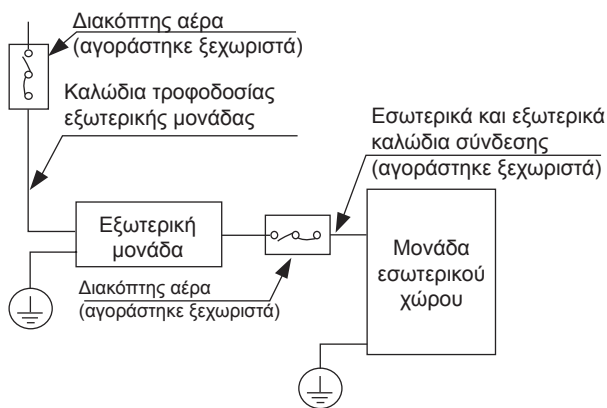 Διακόπτης αέρα
(αγοράστηκε ξεχωριστά)
Καλώδια τροφοδοσίας
εξωτερικής μονάδας
Εσωτερικά και εξωτερικά
καλώδια σύνδεσης
(αγοράστηκε ξεχωριστά)
Εξωτερική
μονάδα
Μονάδα
εσωτερικού
χώρου
Διακόπτης αέρα
(αγοράστηκε ξεχωριστά)